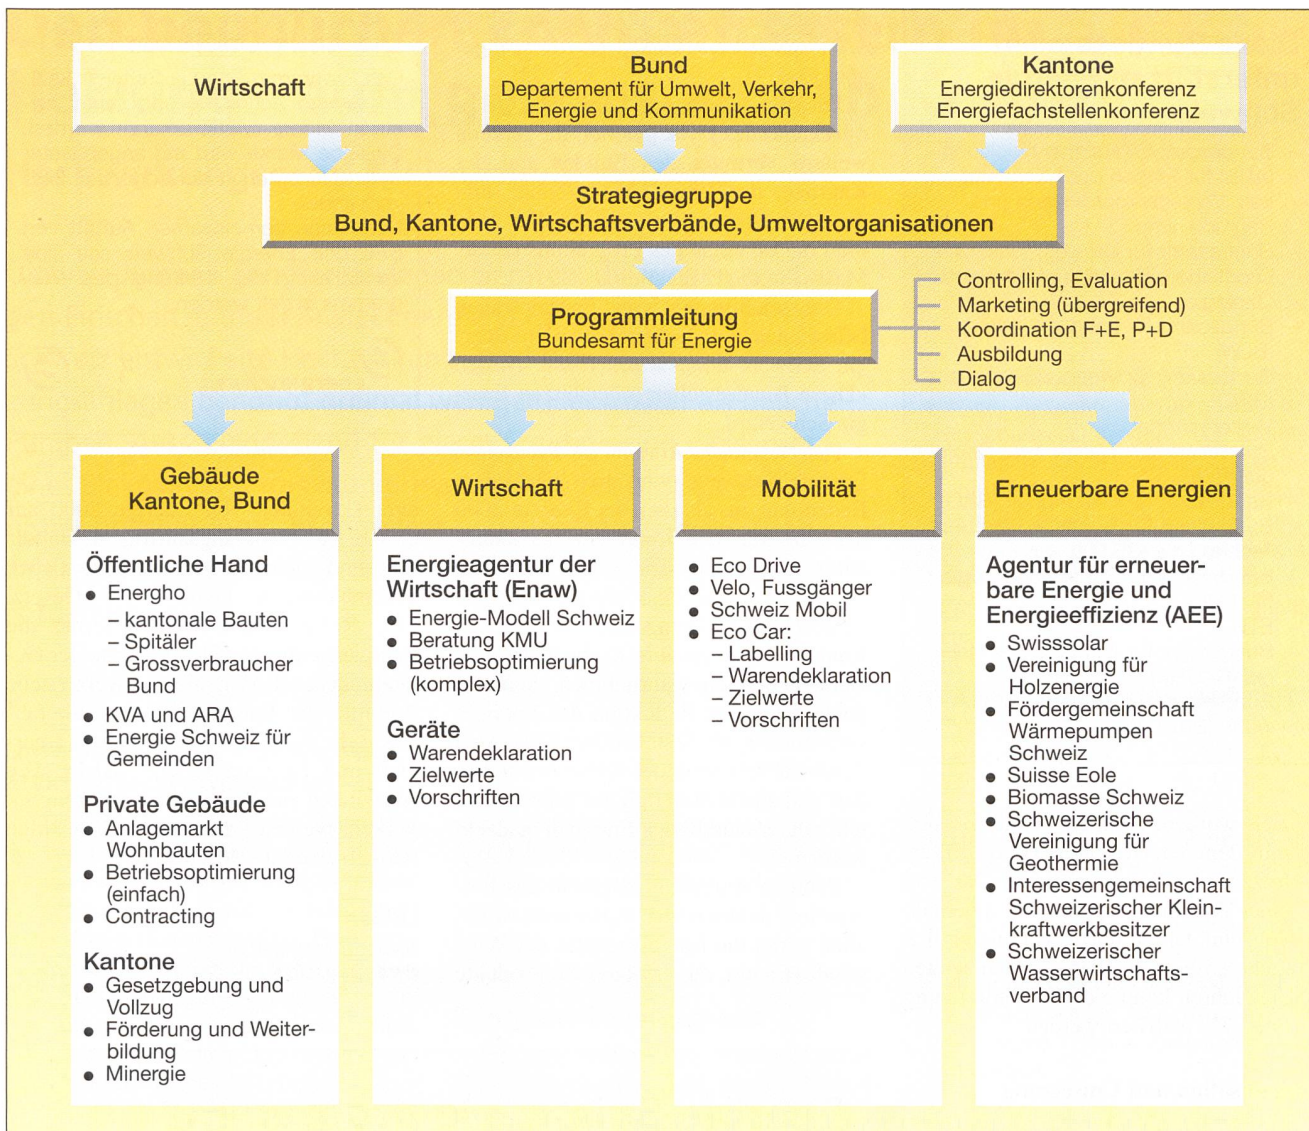 Wirtschaft
Bund
Departement für Umwelt, Verkehr,
Energie und Kommunikation
Kantone
Energiedirektorenkonferenz
Energiefachstellenkonferenz
Strategiegruppe
Bund, Kantone, Wirtschaftsverbände, Umweltorganisationen
Programmleitung
Bundesamt für Energie
Controlling, Evaluation
Marketing (übergreifend)
Koordination F+E, P+D
Ausbildung
Dialog
Gebäude
Kantone, Bund
Öffentliche Hand
● Energho
– kantonale Bauten
– Spitäler
– Grossverbraucher
Bund
● KVA und ARA
● Energie Schweiz für
Gemeinden
Private Gebäude
● Anlagemarkt
Wohnbauten
● Betriebsoptimierung
(einfach)
● Contracting
Kantone
● Gesetzgebung und
Vollzug
● Förderung und Weiter-
bildung
● Minergie
Wirtschaft
Energieagentur der
Wirtschaft (Enaw)
● Energie-Modell Schweiz
● Beratung KMU
● Betriebsoptimierung
(komplex)
Geräte
● Warendeklaration
● Zielwerte
● Vorschriften
Mobilität
● Eco Drive
● Velo, Fussgänger
● Schweiz Mobil
● Eco Car:
– Labelling
– Warendeklaration
– Zielwerte
– Vorschriften
Erneuerbare Energien
Agentur für erneuer-
bare Energie und
Energieeffizienz (AEE)
● Swisssolar
● Vereinigung für
Holzenergie
● Fördergemeinschaft
Wärmepumpen
Schweiz
● Suisse Eole
● Biomasse Schweiz
● Schweizerische
Vereinigung für
Geothermie
● Interessengemeinschaft
Schweizerischer Klein-
kraftwerkbesitzer
● Schweizerischer
Wasserwirtschafts-
verband